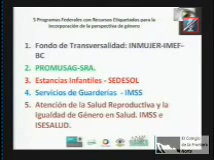 5 Programas Federales con Recursos Etiquetados para la
incorporación de la perspectiva de género
1. Fondo de Transversalidad: INMUJER-IMEF-
BC
2. PROMUSAG-SRA.
3. Estancias Infantiles - SEDESOL
4. Servicios de Guarderías - IMSS
5. Atención de la Salud Reproductiva y la
Igualdad de Género en Salud. IMSS e
ISESALUD.
El Colegio
de la Frontera
Norte